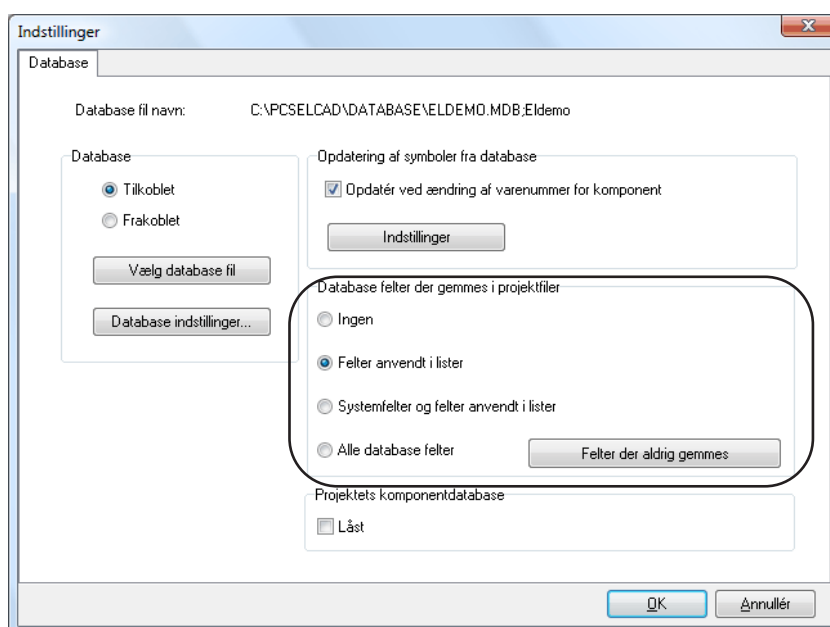 Indstillinger
Database
Database fil navn: C:\PCSELCAD\DATABASE\ELDEMO.MDB;Eldemo
Database
Tilkoblet
Frakoblet
Vælg database fil
Database indstillinger...
Opdatering af symboler fra database
Opdatér ved ændring af varenummer for komponent
Indstillinger
Database felter der gemmes i projektfiler
Ingen
Felter anvendt i lister
Systemfelter og felter anvendt i lister
Alle database felter
Felter der aldrig gemmes
Projektets komponentdatabase
Låst
OK
Annullér